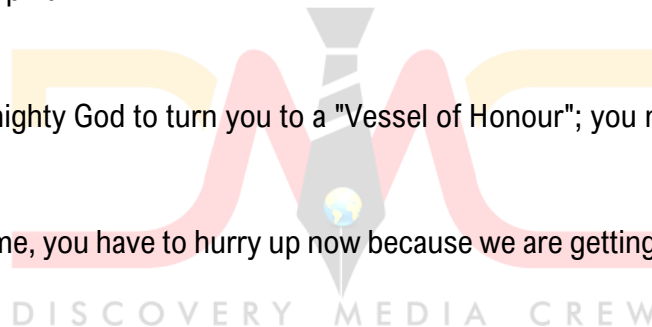 mighty God to turn you to a "Vessel of Honour"; you
me, you have to hurry up now because we are getting
DISCOVERY MEDIA CREW